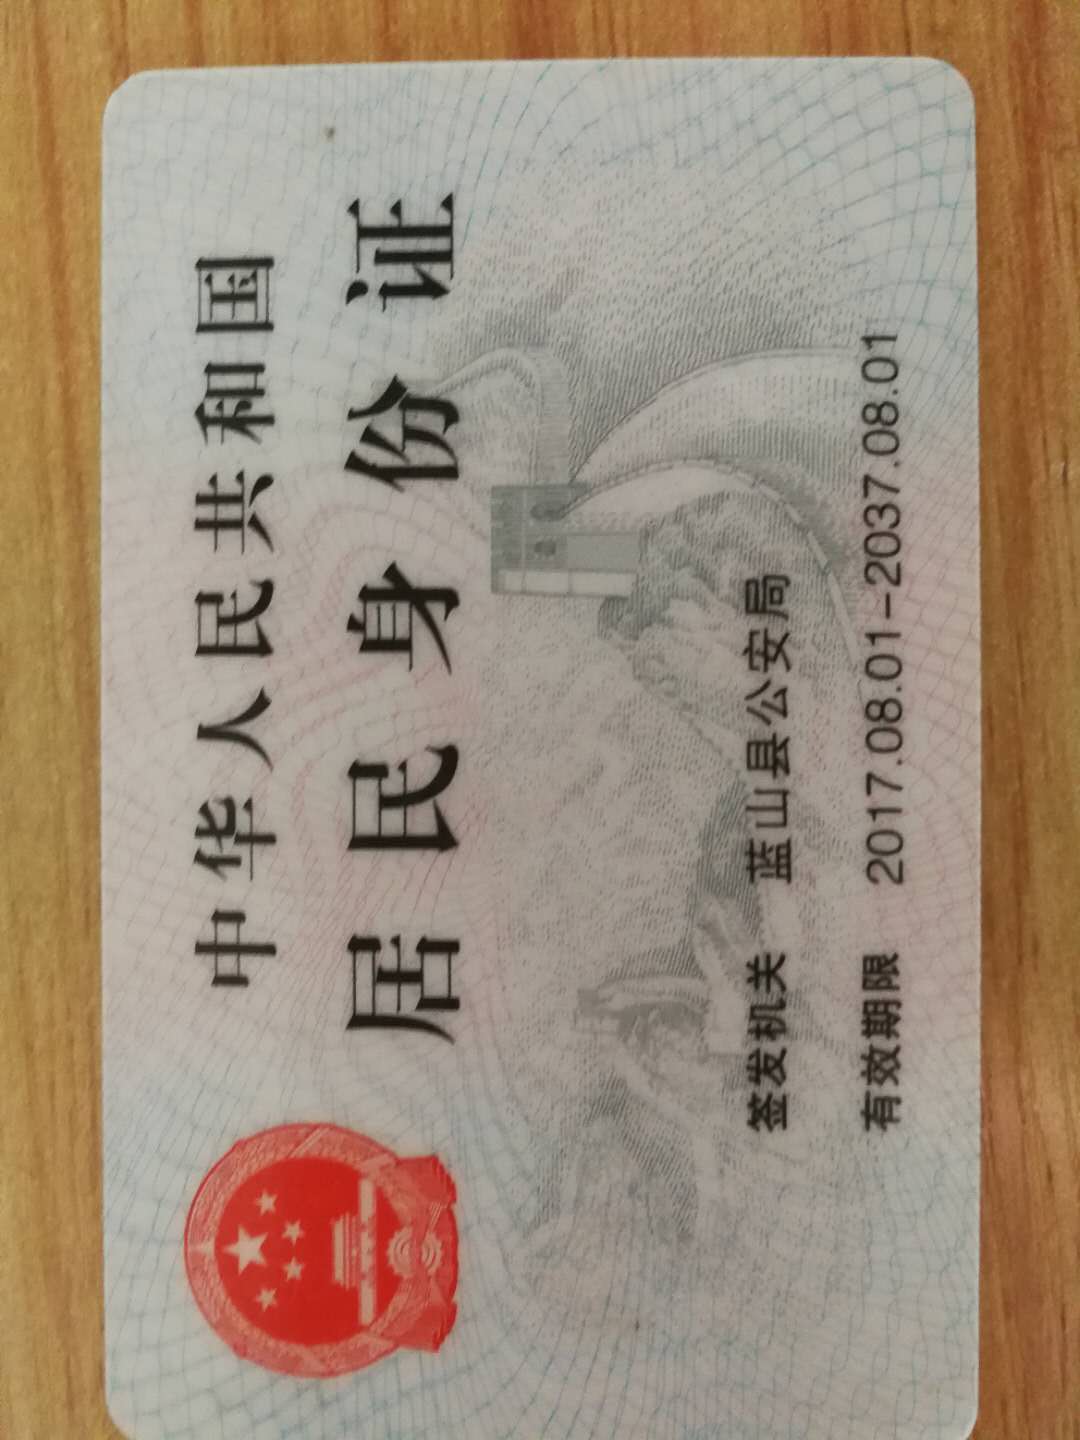 中华人民共和国
居民身份证
签发机关 蓝山县公安局
有效期限 2017.08.01-2037.08.01